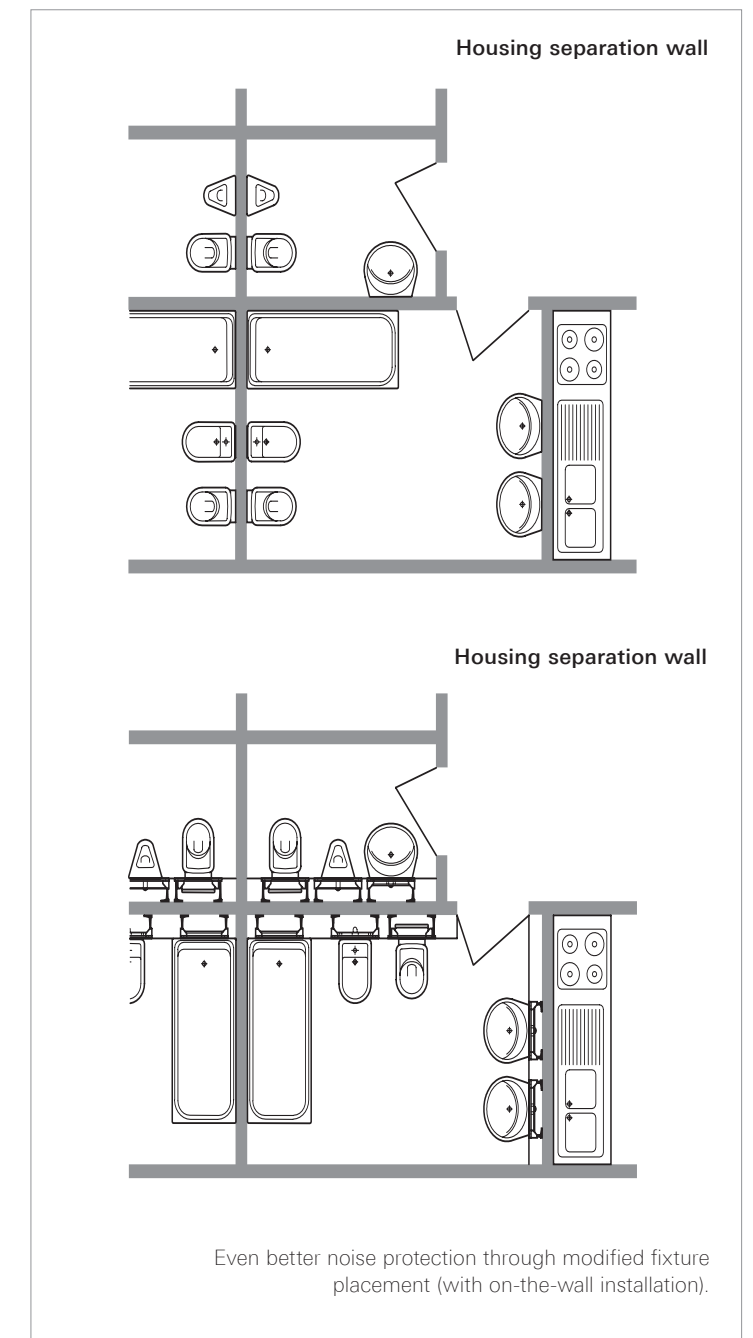 Housing separation wall
Housing separation wall
Even better noise protection through modified fixture
placement (with on-the-wall installation).